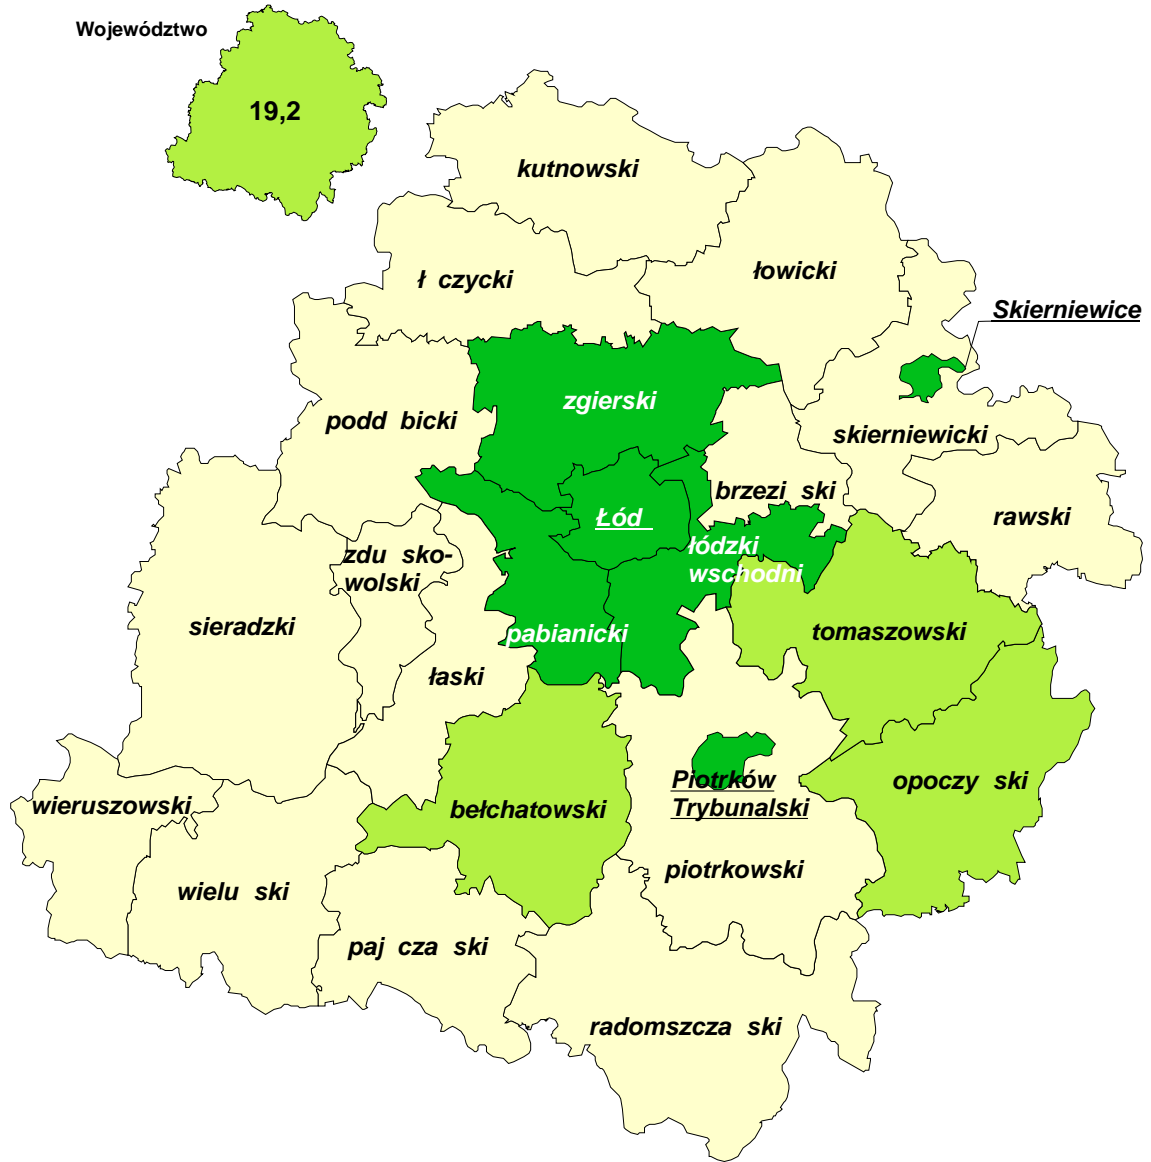 Województwo
19,2
kutnowski
łowicki
ł czycki
Skierniewice
zgierski
podd bicki
skierniewicki
brzezi ski
Łód
rawski
łódzki
wschodni
zdu sko-
wolski
sieradzki
pabianicki
tomaszowski
łaski
Piotrków
Trybunalski
opoczy ski
wieruszowski
bełchatowski
piotrkowski
wielu ski
paj cza ski
radomszcza ski